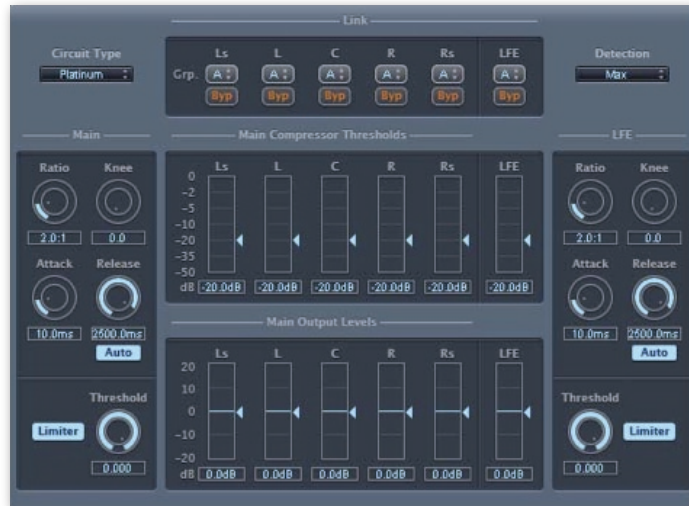 Link
Circuit Type
Platinum
Grp.
Ls L C R Rs LFE
A A A A A A
Byp Byp Byp Byp Byp Byp
Detection
Max
Main
Ratio Knee
2.0:1 0.0
Attack Release
10.0ms 2500.0ms
Auto
Threshold
Limiter
0.000
Main Compressor Thresholds
Ls L C R Rs LFE
0
-2
-5
-10
-20
-35
-50
dB -20.0dB -20.0dB -20.0dB -20.0dB -20.0dB -20.0dB
Main Output Levels
Ls L C R Rs LFE
20
10
0
-10
-20
dB 0.0dB 0.0dB 0.0dB 0.0dB 0.0dB 0.0dB
LFE
Ratio Knee
2.0:1 0.0
Attack Release
10.0ms 2500.0ms
Auto
Threshold
Limiter
0.000